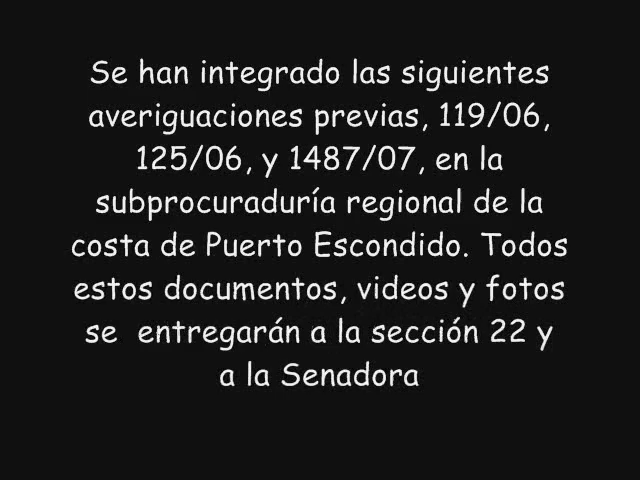 Se han integrado las siguientes
averiguaciones previas, 119/06,
125/06, y 1487/07, en la
subprocuraduría regional de la
costa de Puerto Escondido. Todos
estos documentos, videos y fotos
se entregarán a la sección 22 y
a la Senadora